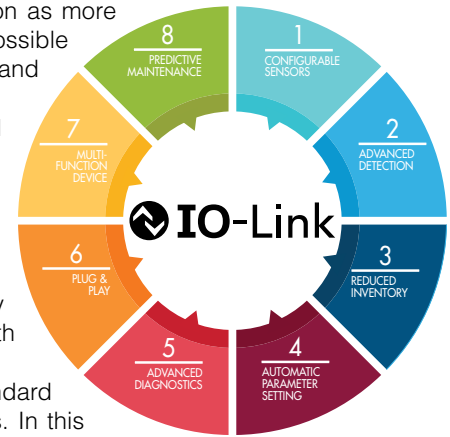 on as more
ossible
and
8
PREDICTIVE
MAINTENANCE
1
CONFIGURABLE
SENSORS
2
ADVANCED
DETECTION
3
REDUCED
INVENTORY
4
AUTOMATIC
PARAMETER
SETTING
5
ADVANCED
DIAGNOSTICS
6
PLUG &
PLAY
7
MULTI-
FUNCTION
DEVICE
IO-Link
y
th
ndard
s. In this